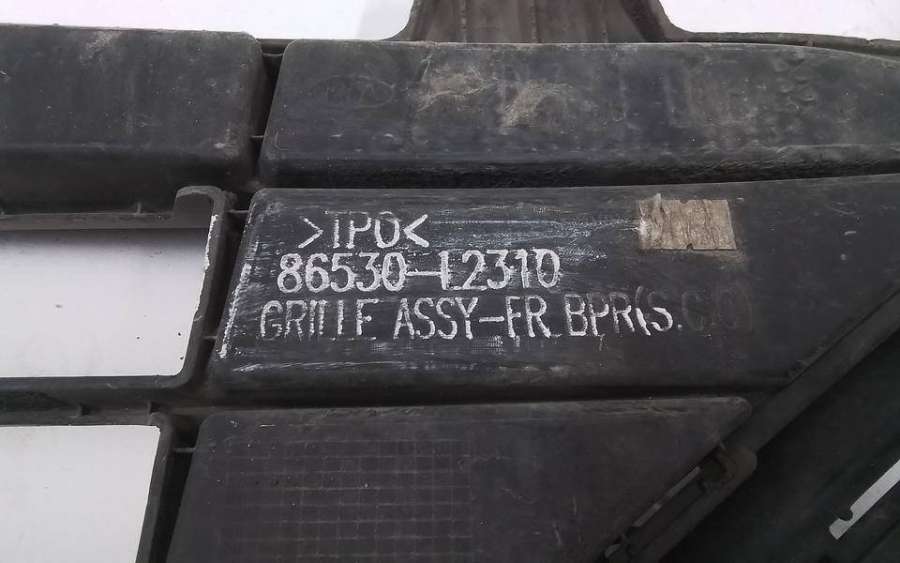 >TPO<
86530-L2310
GRILLE ASSY-FR BPR(S.C/C)